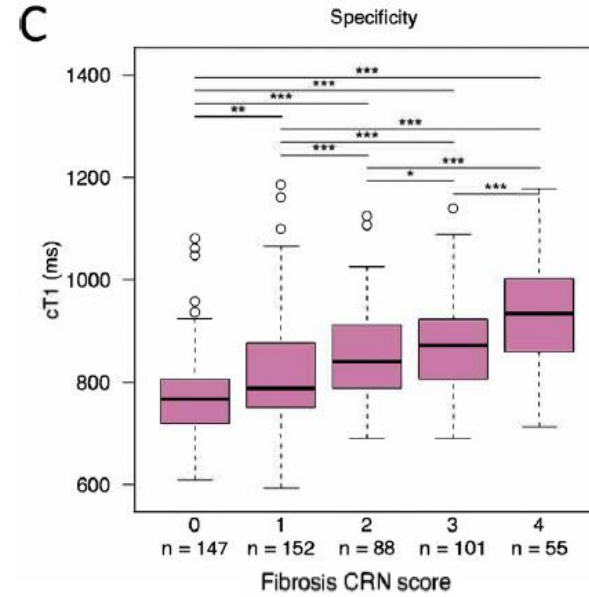 C
Specificity
***
***
***
**
***
***
***
***
*
***
1400
1200
1000
800
600
cT1 (ms)
0 1 2 3 4
n = 147 n = 152 n = 88 n = 101 n = 55
Fibrosis CRN score